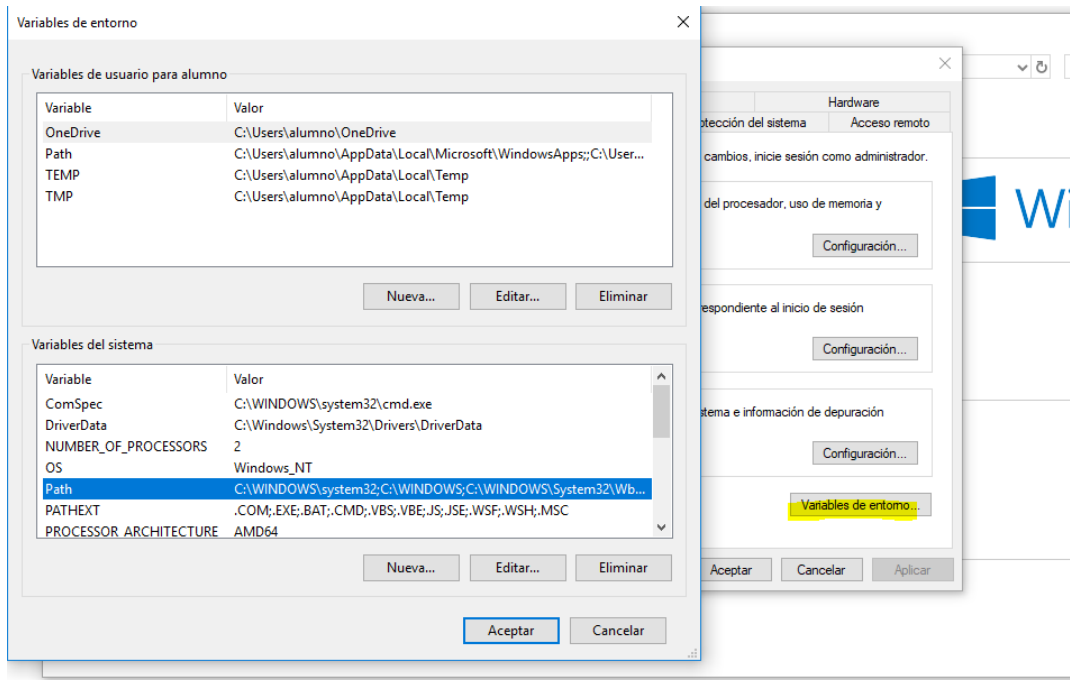 Variables de entorno
Variables de usuario para alumno
Variable Valor
OneDrive C:\Users\alumno\OneDrive
Path C:\Users\alumno\AppData\Local\Microsoft\WindowsApps;;C:\User...
TEMP C:\Users\alumno\AppData\Local\Temp
TMP C:\Users\alumno\AppData\Local\Temp
Nueva... Editar... Eliminar
Variables del sistema
Variable Valor
ComSpec C:\WINDOWS\system32\cmd.exe
DriverData C:\Windows\System32\Drivers\DriverData
NUMBER_OF_PROCESSORS 2
OS Windows_NT
Path C:\WINDOWS\system32;C:\WINDOWS;C:\WINDOWS\System32\Wb...
PATHEXT .COM;.EXE;.BAT;.CMD;.VBS;.VBE;.JS;.JSE;.WSF;.WSH;.MSC
PROCESSOR_ARCHITECTURE AMD64
Nueva... Editar... Eliminar
Aceptar Cancelar
Hardware
otección del sistema Acceso remoto
cambios, inicie sesión como administrador.
del procesador, uso de memoria y
Configuración...
respondiente al inicio de sesión
Configuración...
stema e información de depuración
Configuración...
Variables de entorno...
Aceptar Cancelar Aplicar
Wi